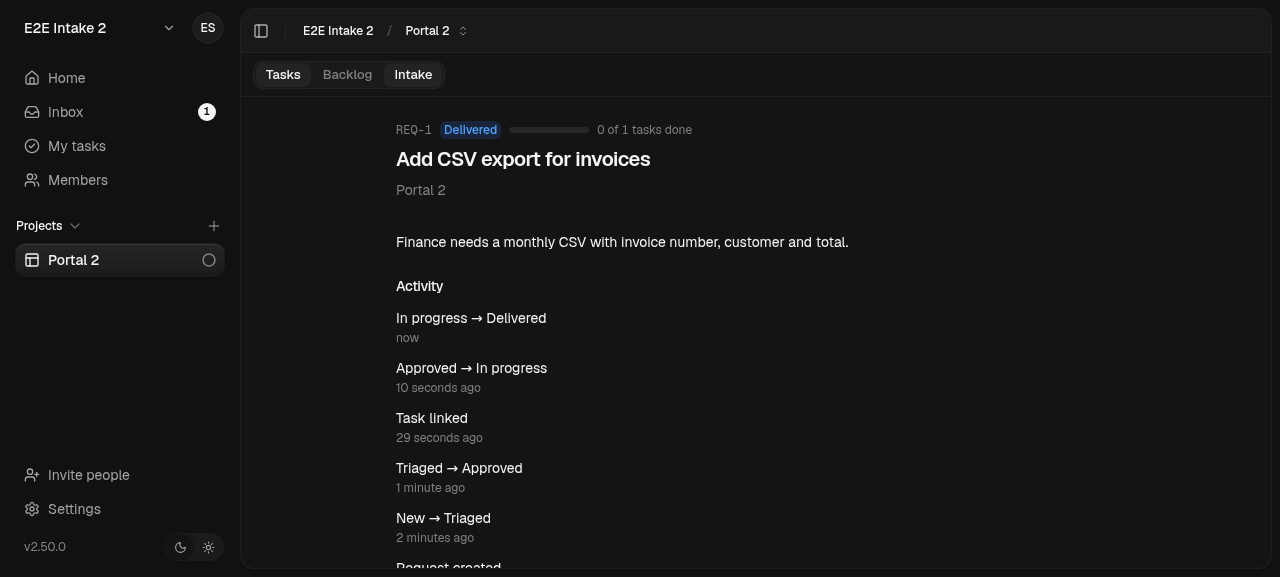 E2E Intake 2
ES
Home
Inbox
1
My tasks
Members
Projects
Portal 2
Invite people
Settings
v2.50.0
E2E Intake 2 / Portal 2
Tasks Backlog Intake
REQ-1 Delivered 0 of 1 tasks done
Add CSV export for invoices
Portal 2
Finance needs a monthly CSV with invoice number, customer and total.
Activity
In progress → Delivered
now
Approved → In progress
10 seconds ago
Task linked
29 seconds ago
Triaged → Approved
1 minute ago
New → Triaged
2 minutes ago
Request created